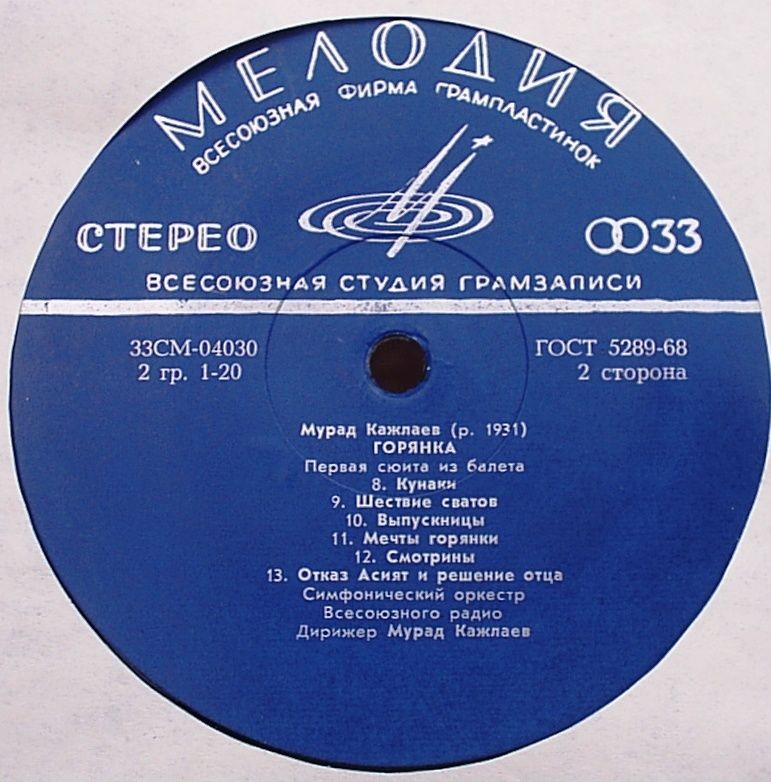 МЕЛОДИЯ
ВСЕСОЮЗНАЯ ФИРМА ГРАМПЛАСТИНОК
СТЕРЕО
33
ВСЕСОЮЗНАЯ СТУДИЯ ГРАМЗАПИСИ
33СМ-04030
ГОСТ 5289-68
2 гр. 1-20
2 сторона
Мурад Кажлаев (р. 1931)
ГОРЯНКА
Первая сюита из балета
8. Кунаки
9. Шествие сватов
10. Выпускницы
11. Мечты горянки
12. Смотрины
13. Отказ Асият и решение отца
Симфонический оркестр
Всесоюзного радио
Дирижер Мурад Кажлаев